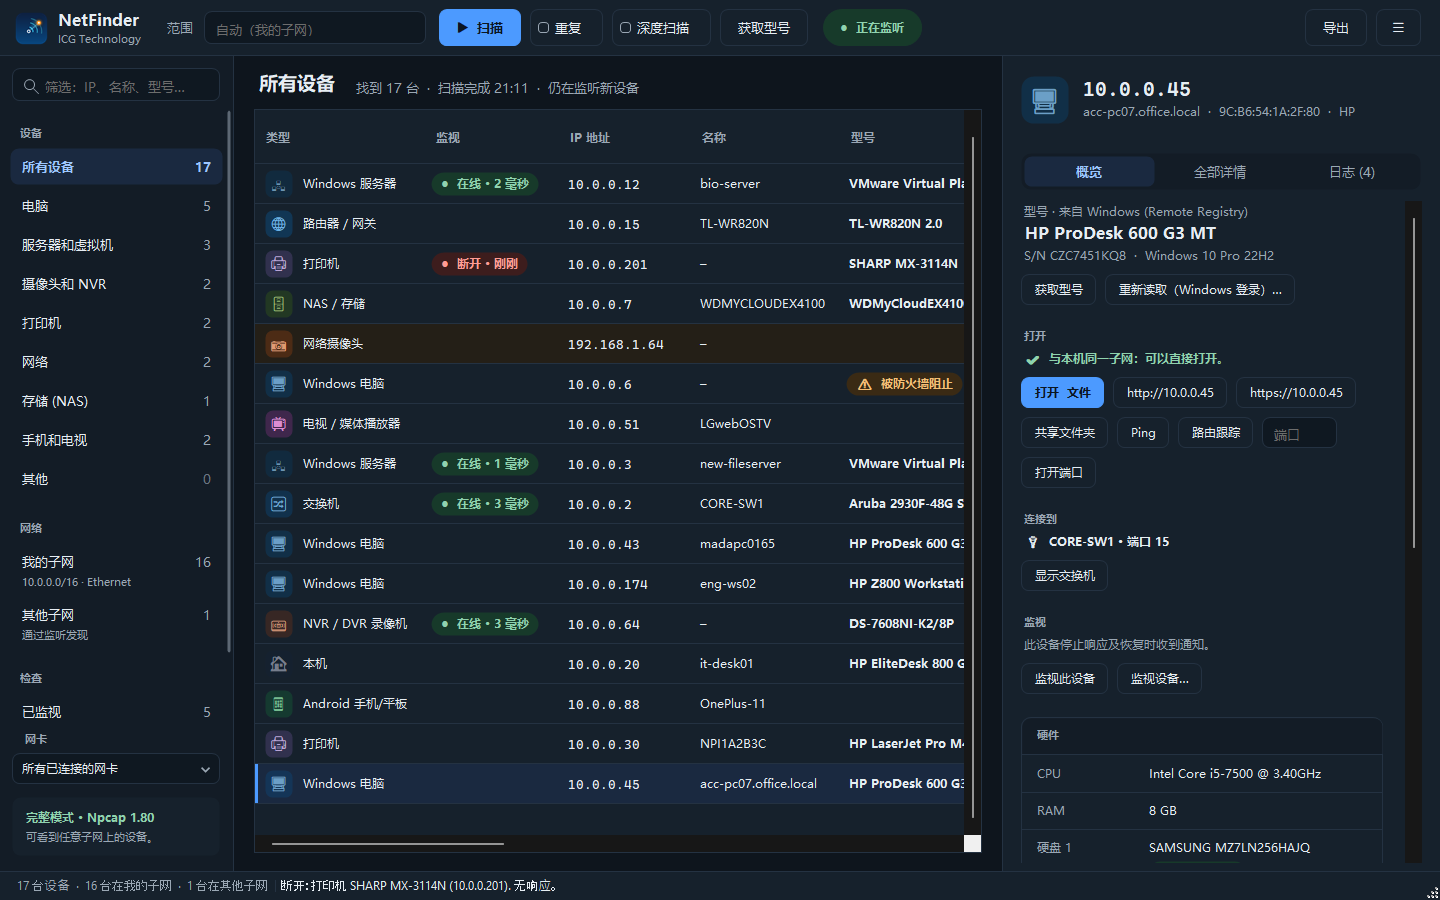 NetFinder
ICG Technology
范围
自动（我的子网）
扫描
重复
深度扫描
获取型号
正在监听
导出
筛选：IP、名称、型号...
设备
所有设备 17
电脑 5
服务器和虚拟机 3
摄像头和 NVR 2
打印机 2
网络 2
存储 (NAS) 1
手机和电视 2
其他 0
网络
我的子网 16
10.0.0.0/16 · Ethernet
其他子网 1
通过监听发现
检查
已监视 5
网卡
所有已连接的网卡
完整模式 • Npcap 1.80
可看到任意子网上的设备。
所有设备
找到 17 台 · 扫描完成 21:11 · 仍在监听新设备
类型 监视 IP 地址 名称 型号
Windows 服务器 在线 • 2 毫秒 10.0.0.12 bio-server VMware Virtual Pla
路由器 / 网关 10.0.0.15 TL-WR820N TL-WR820N 2.0
打印机 断开 • 刚刚 10.0.0.201 – SHARP MX-3114N
NAS / 存储 10.0.0.7 WDMYCLOUDEX4100 WDMyCloudEX410
网络摄像头 192.168.1.64 –
Windows 电脑 10.0.0.6 – 被防火墙阻止
电视 / 媒体播放器 10.0.0.51 LGwebOSTV
Windows 服务器 在线 • 1 毫秒 10.0.0.3 new-fileserver VMware Virtual Pla
交换机 在线 • 3 毫秒 10.0.0.2 CORE-SW1 Aruba 2930F-48G S
Windows 电脑 10.0.0.43 madapc0165 HP ProDesk 600 G3
Windows 电脑 10.0.0.174 eng-ws02 HP Z800 Workstati
NVR / DVR 录像机 在线 • 3 毫秒 10.0.0.64 – DS-7608NI-K2/8P
本机 10.0.0.20 it-desk01 HP EliteDesk 800 G
Android 手机/平板 10.0.0.88 OnePlus-11
打印机 10.0.0.30 NPI1A2B3C HP LaserJet Pro M4
Windows 电脑 10.0.0.45 acc-pc07.office.local HP ProDesk 600 G3
10.0.0.45
acc-pc07.office.local · 9C:B6:54:1A:2F:80 · HP
概览 全部详情 日志 (4)
型号 · 来自 Windows (Remote Registry)
HP ProDesk 600 G3 MT
S/N CZC7451KQ8 · Windows 10 Pro 22H2
获取型号 重新读取（Windows 登录）...
打开
与本机同一子网：可以直接打开。
打开 文件 http://10.0.0.45 https://10.0.0.45
共享文件夹 Ping 路由跟踪 端口
打开端口
连接到
CORE-SW1 • 端口 15
显示交换机
监视
此设备停止响应及恢复时收到通知。
监视此设备 监视设备...
硬件
CPU Intel Core i5-7500 @ 3.40GHz
RAM 8 GB
硬盘 1 SAMSUNG MZ7LN256HAJQ
17 台设备 · 16 台在我的子网 · 1 台在其他子网 断开: 打印机 SHARP MX-3114N (10.0.0.201). 无响应。